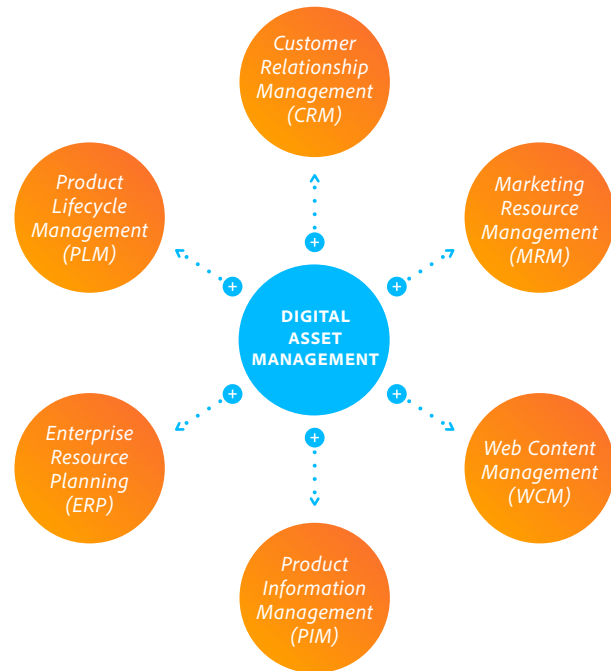 Customer
Relationship
Management
(CRM)
Product
Lifecycle
Management
(PLM)
Marketing
Resource
Management
(MRM)
DIGITAL
ASSET
MANAGEMENT
Enterprise
Resource
Planning
(ERP)
Web Content
Management
(WCM)
Product
Information
Management
(PIM)